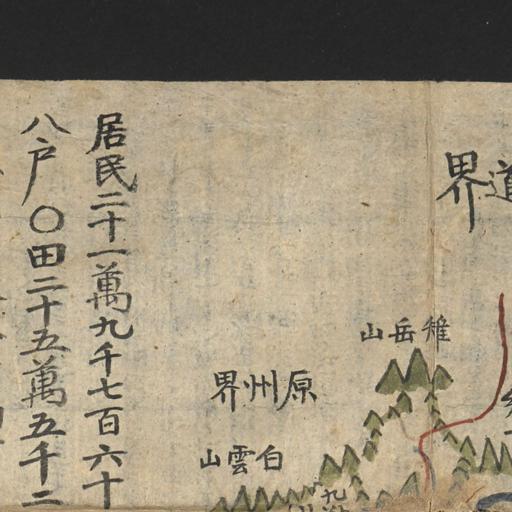 道界
雉岳山
原州界
白雲山
居民二十一萬九千七百六十
八戶〇田二十五萬五千二